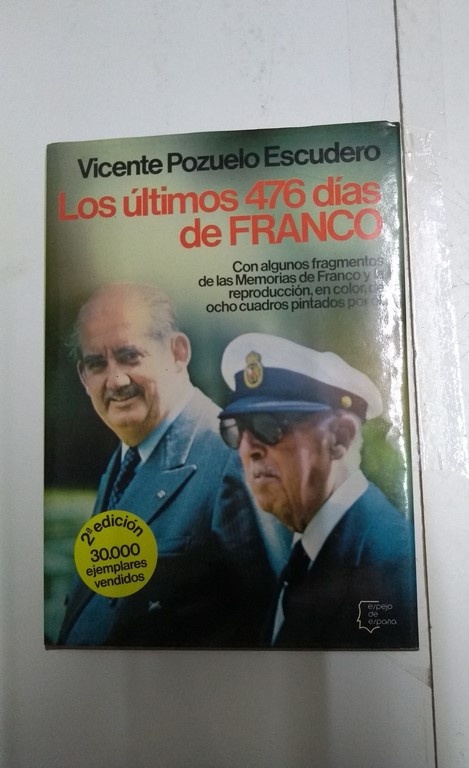 Vicente Pozuelo Escudero
Los últimos 476 días
de FRANCO
Con algunos fragmentos
de las Memorias de Franco y la
reproducción, en color, de
ocho cuadros pintados por
2ª edición
30.000
ejemplares
vendidos
espejo
de
españa